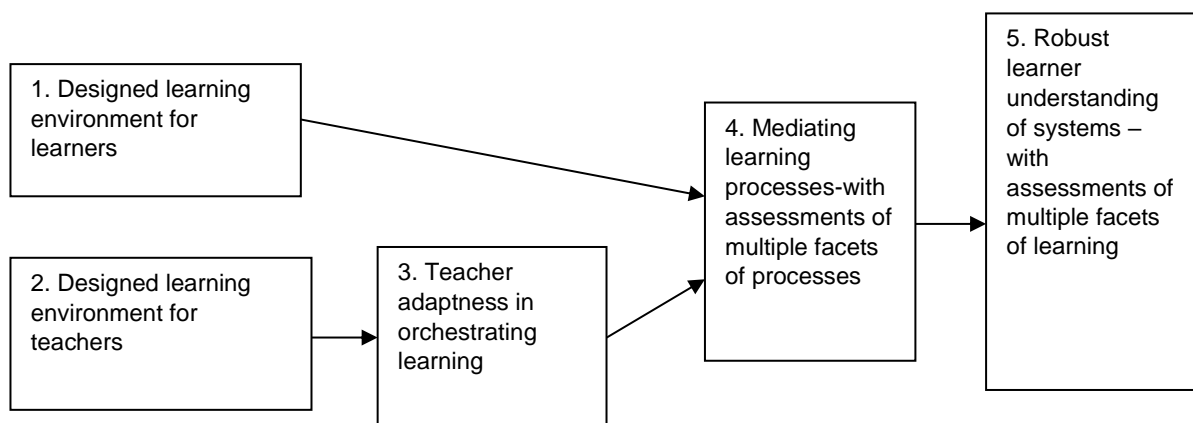 1. Designed learning
environment for
learners
2. Designed learning
environment for
teachers
3. Teacher
adaptness in
orchestrating
learning
4. Mediating
learning
processes-with
assessments of
multiple facets
of processes
5. Robust
learner
understanding
of systems –
with
assessments of
multiple facets
of learning